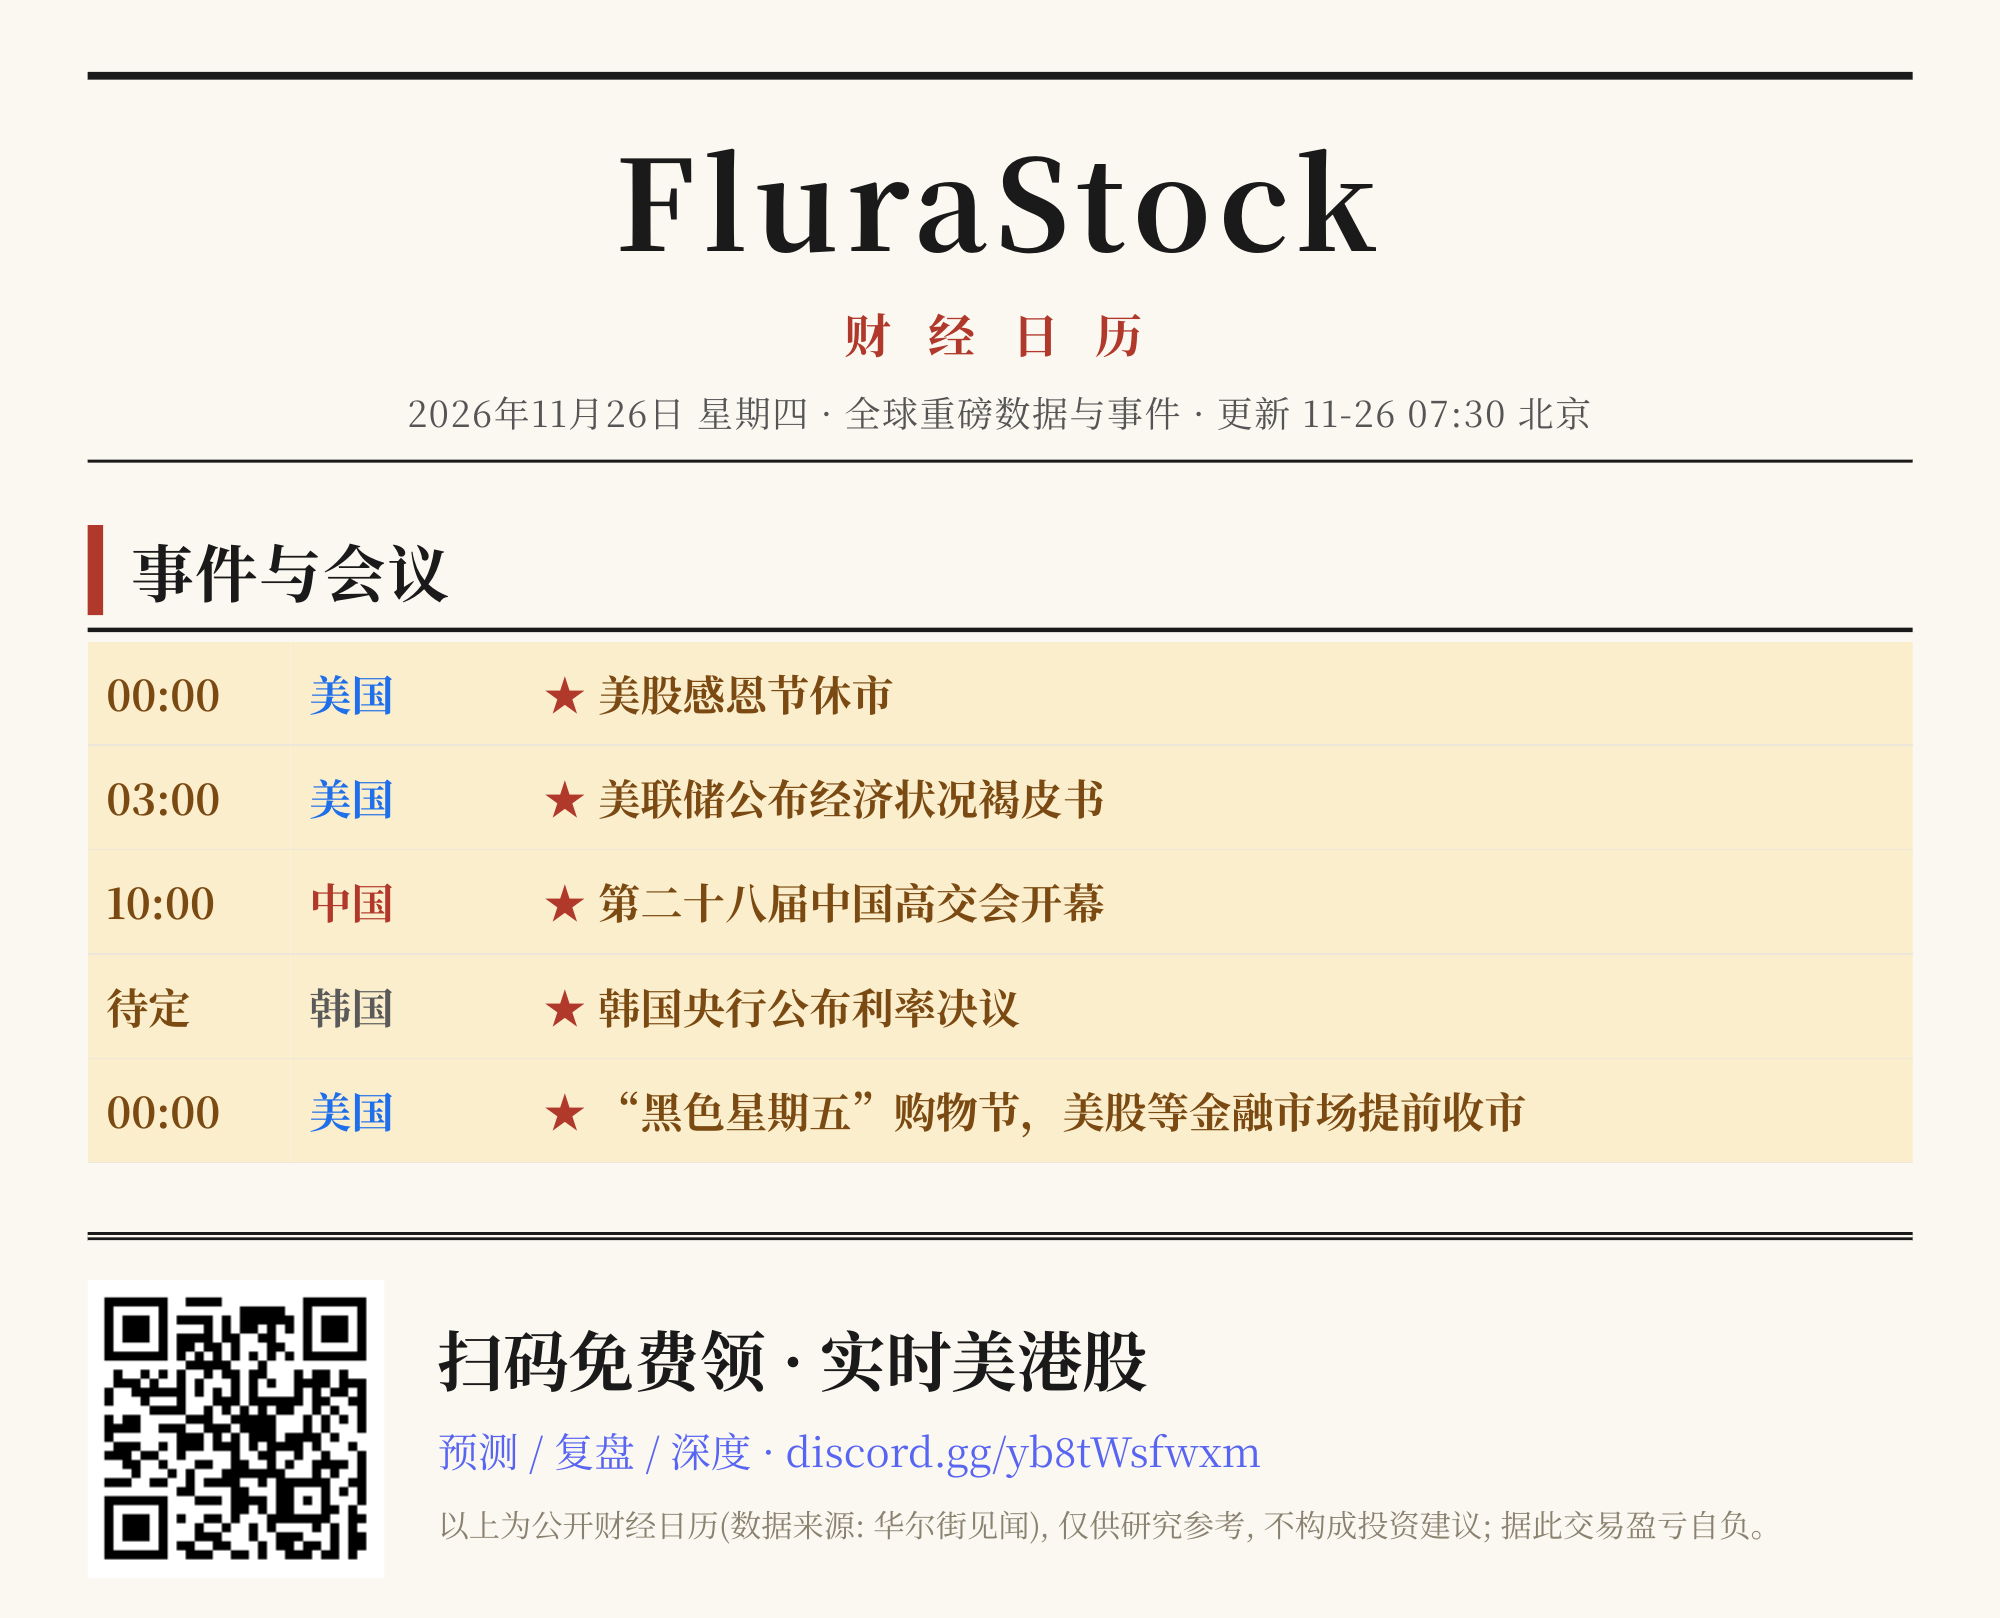 FluraStock
财经日历
2026年11月26日 星期四 · 全球重磅数据与事件 · 更新 11-26 07:30 北京
事件与会议
00:00 美国 ★ 美股感恩节休市
03:00 美国 ★ 美联储公布经济状况褐皮书
10:00 中国 ★ 第二十八届中国高交会开幕
待定 韩国 ★ 韩国央行公布利率决议
00:00 美国 ★ “黑色星期五”购物节，美股等金融市场提前收市
扫码免费领 · 实时美港股
预测 / 复盘 / 深度 · discord.gg/yb8tWsfwxm
以上为公开财经日历(数据来源: 华尔街见闻), 仅供研究参考, 不构成投资建议; 据此交易盈亏自负。